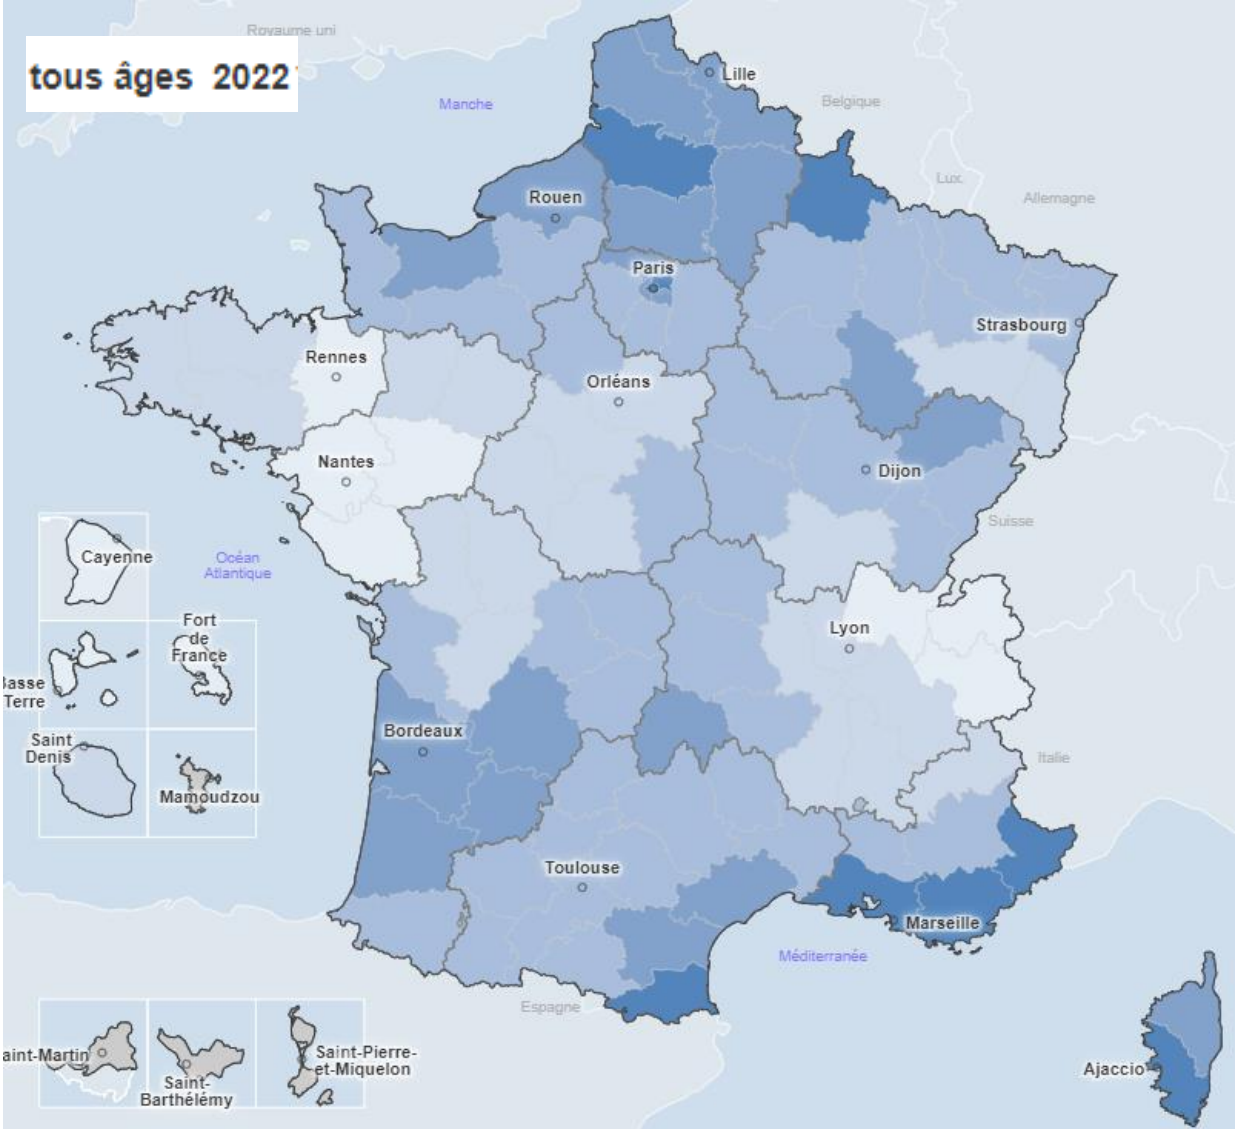 Royaume uni
tous âges 2022
Lille
Manche
Belgique
Lux.
Allemagne
Rouen
Paris
Strasbourg
Rennes
Orléans
Nantes
Dijon
Suisse
Cayenne
Océan
Atlantique
Fort
de
France
Lyon
Basse
Terre
Bordeaux
Saint
Denis
Italie
Mamoudzou
Toulouse
Marseille
Méditerranée
Espagne
aint-Martin
Saint-
Barthélémy
Saint-Pierre-
et-Miquelon
Ajaccio